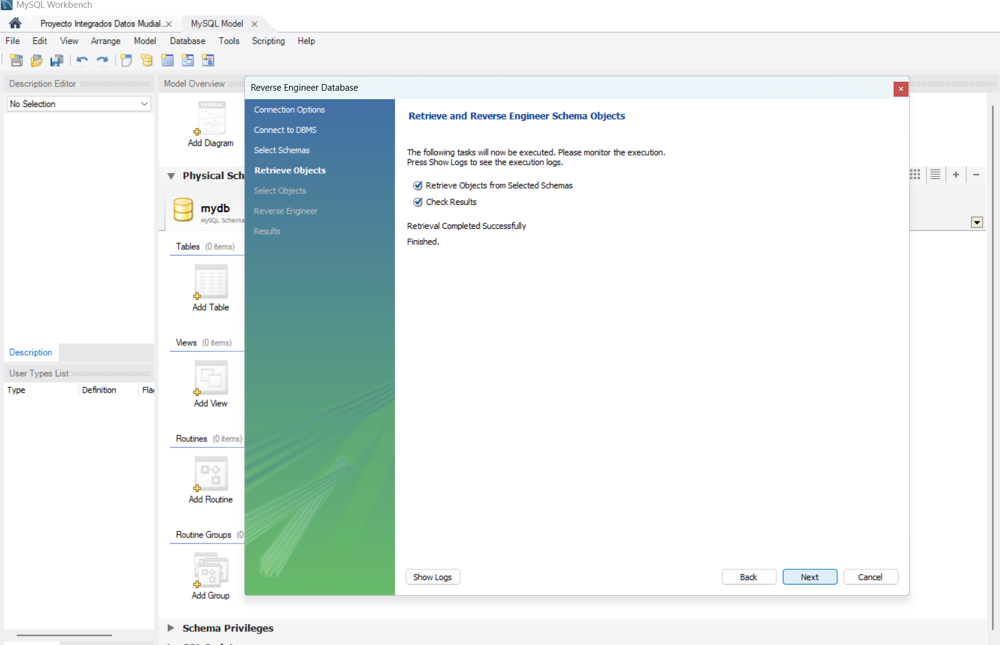 MySQL Workbench
Proyecto Integrados Datos Mudial...
MySQL Model
File Edit View Arrange Model Database Tools Scripting Help
Description Editor
No Selection
Description
User Types List
Type Definition Flag
Model Overview
PHYSICAL
Add Diagram
Physical Sch
mydb
MySQL Schema
Tables (0 items)
Add Table
Views (0 items)
Add View
Routines (0 items)
Add Routine
Routine Groups (0
Add Group
Schema Privileges
Reverse Engineer Database
Connection Options
Connect to DBMS
Select Schemas
Retrieve Objects
Select Objects
Reverse Engineer
Results
Retrieve and Reverse Engineer Schema Objects
The following tasks will now be executed. Please monitor the execution.
Press Show Logs to see the execution logs.
Retrieve Objects from Selected Schemas
Check Results
Retrieval Completed Successfully
Finished.
Show Logs
Back
Next
Cancel